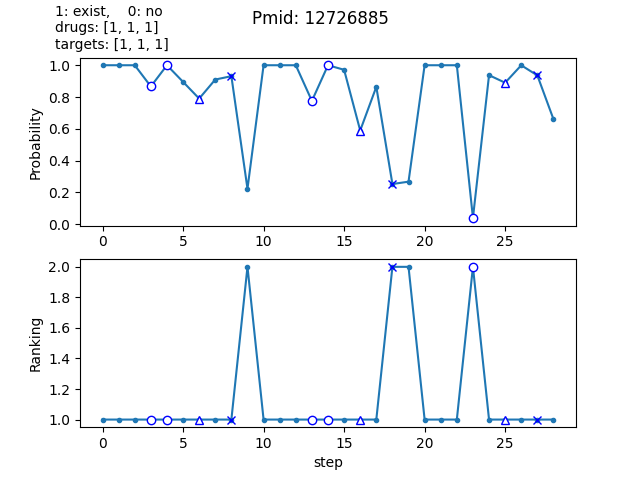 1: exist,    0: no
drugs: [1, 1, 1]
targets: [1, 1, 1]
Pmid: 12726885
Probability
1.0
0.8
0.6
0.4
0.2
0.0
0 5 10 15 20 25
Ranking
2.0
1.8
1.6
1.4
1.2
1.0
0 5 10 15 20 25
step